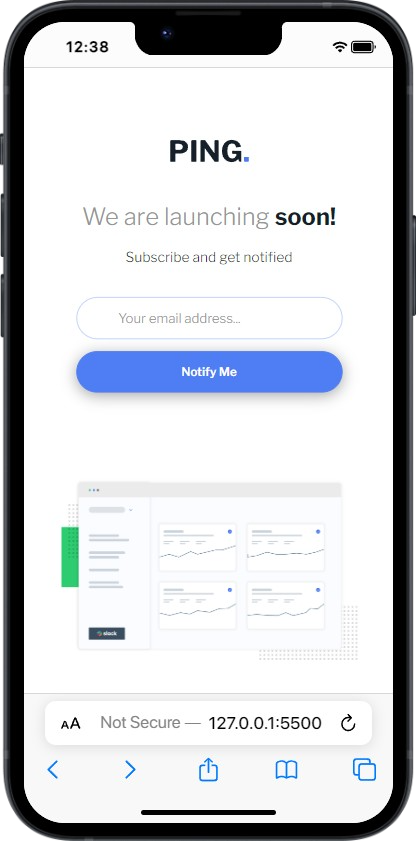 12:38
PING.
We are launching soon!
Subscribe and get notified
Your email address...
Notify Me
slack
AA Not Secure — 127.0.0.1:5500